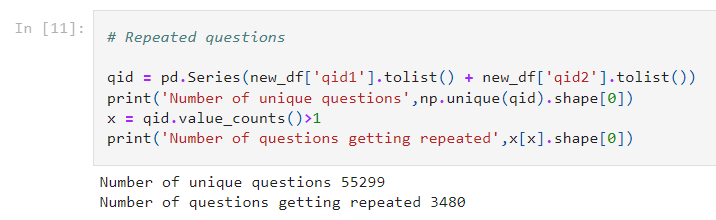 In [11]:
# Repeated questions
qid = pd.Series(new_df['qid1'].tolist() + new_df['qid2'].tolist())
print('Number of unique questions',np.unique(qid).shape[0])
x = qid.value_counts()>1
print('Number of questions getting repeated',x[x].shape[0])
Number of unique questions 55299
Number of questions getting repeated 3480